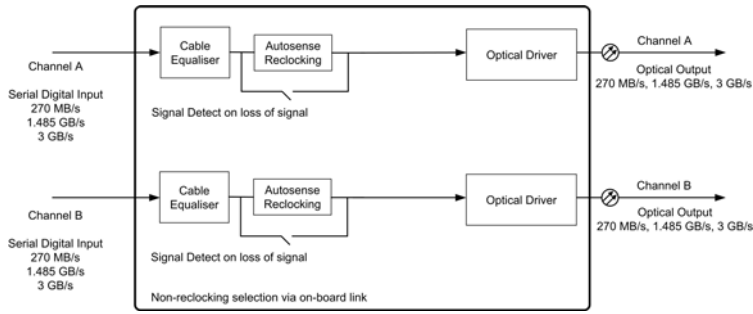 Channel A
Serial Digital Input
270 MB/s
1.485 GB/s
3 GB/s
Cable
Equaliser
Autosense
Reclocking
Signal Detect on loss of signal
Optical Driver
Channel A
Optical Output
270 MB/s, 1.485 GB/s, 3 GB/s
Channel B
Serial Digital Input
270 MB/s
1.485 GB/s
3 GB/s
Cable
Equaliser
Autosense
Reclocking
Signal Detect on loss of signal
Optical Driver
Channel B
Optical Output
270 MB/s, 1.485 GB/s, 3 GB/s
Non-reclocking selection via on-board link